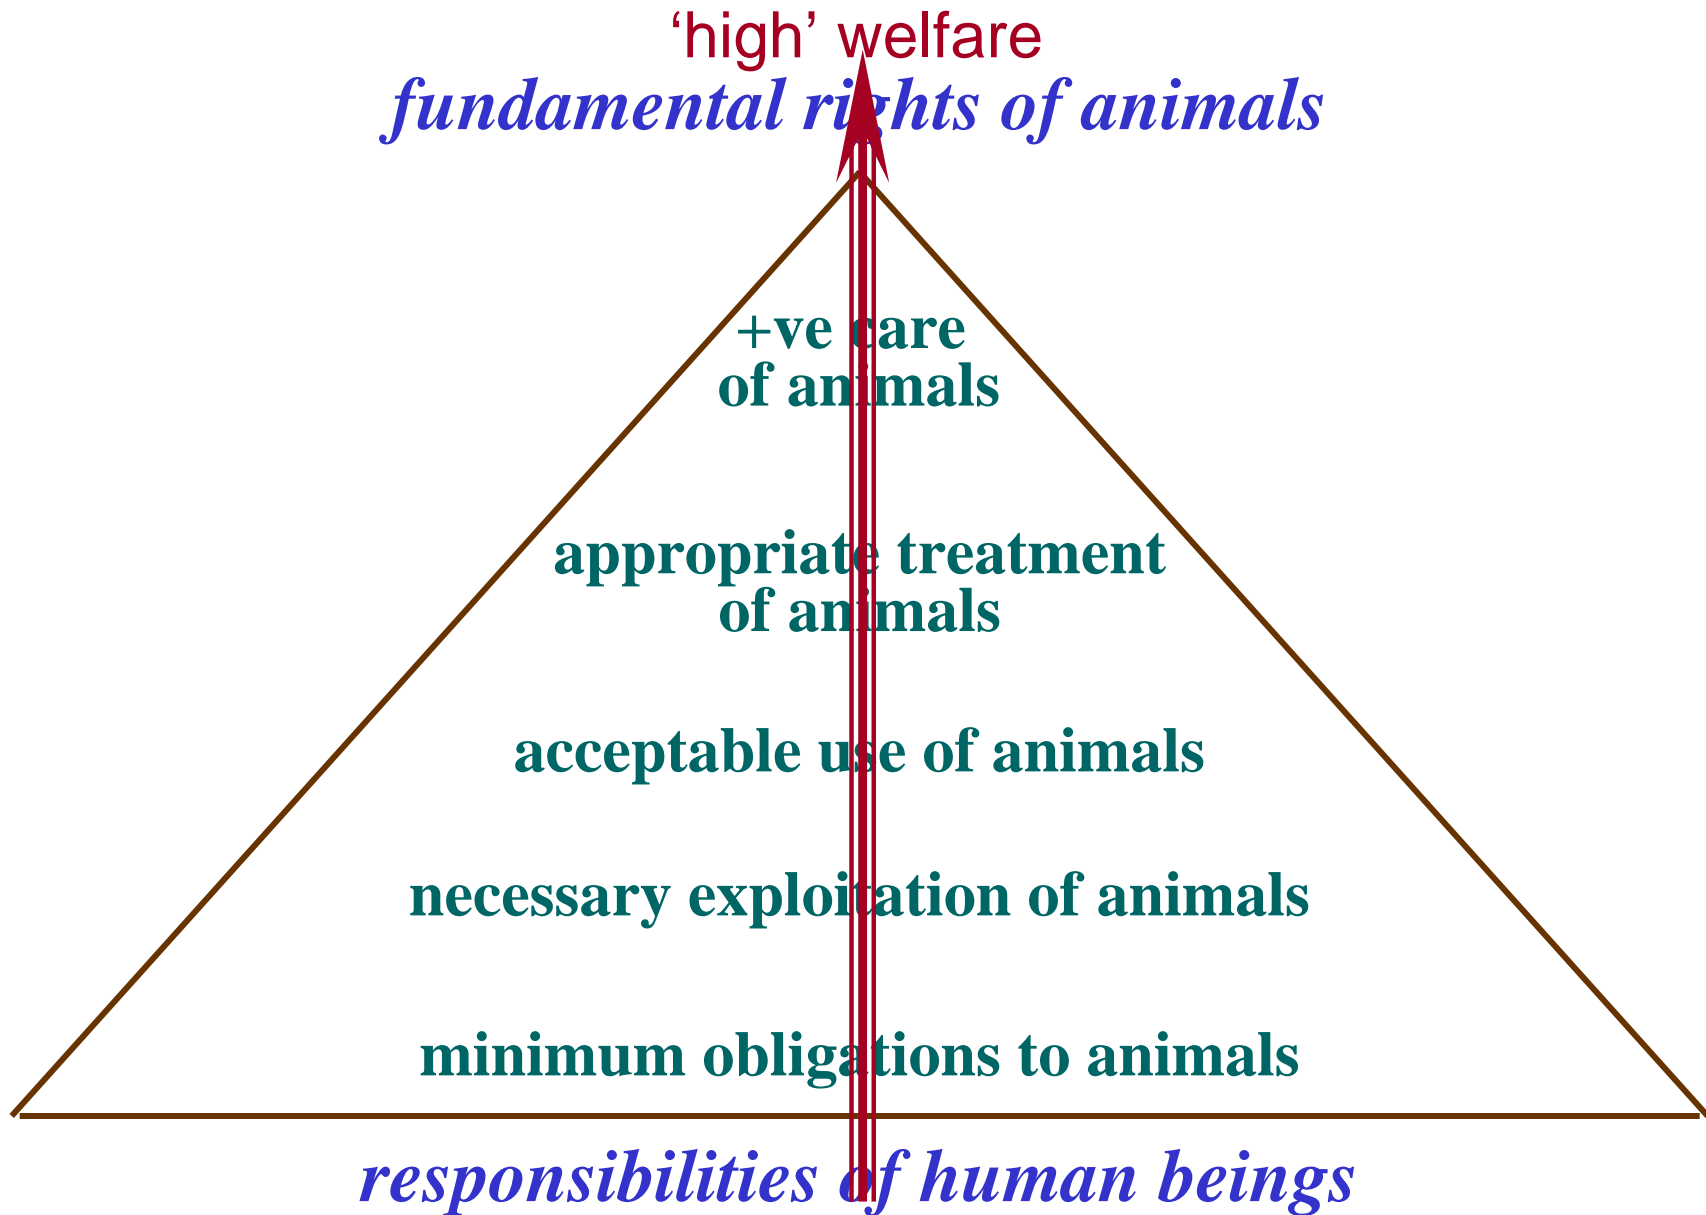 ‘high’ welfare
fundamental rights of animals
+ve care
of animals
appropriate treatment
of animals
acceptable use of animals
necessary exploitation of animals
minimum obligations to animals
responsibilities of human beings